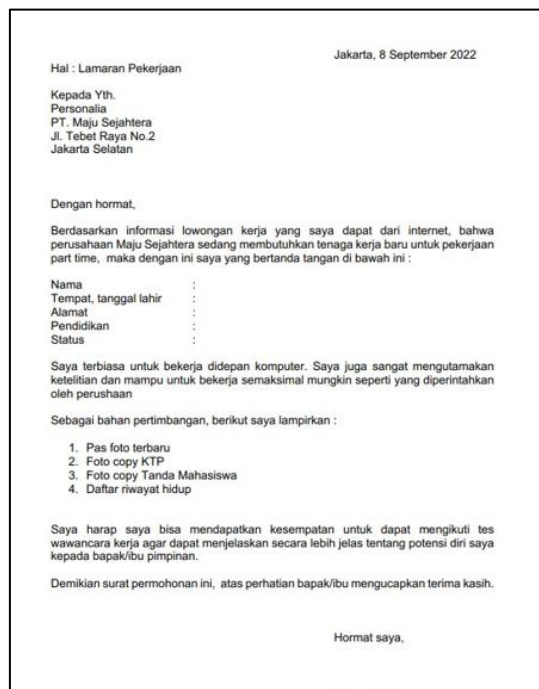 Jakarta, 8 September 2022
Hal : Lamaran Pekerjaan
Kepada Yth.
Personalia
PT. Maju Sejahtera
Jl. Tebet Raya No.2
Jakarta Selatan
Dengan hormat,
Berdasarkan informasi lowongan kerja yang saya dapat dari internet, bahwa
perusahaan Maju Sejahtera sedang membutuhkan tenaga kerja baru untuk pekerjaan
part time, maka dengan ini saya yang bertanda tangan di bawah ini :
Nama :
Tempat, tanggal lahir :
Alamat :
Pendidikan :
Status :
Saya terbiasa untuk bekerja didepan komputer. Saya juga sangat mengutamakan
ketelitian dan mampu untuk bekerja semaksimal mungkin seperti yang diperintahkan
oleh perushaan
Sebagai bahan pertimbangan, berikut saya lampirkan :
1. Pas foto terbaru
2. Foto copy KTP
3. Foto copy Tanda Mahasiswa
4. Daftar riwayat hidup
Saya harap saya bisa mendapatkan kesempatan untuk dapat mengikuti tes
wawancara kerja agar dapat menjelaskan secara lebih jelas tentang potensi diri saya
kepada bapak/ibu pimpinan.
Demikian surat permohonan ini, atas perhatian bapak/ibu mengucapkan terima kasih.
Hormat saya,